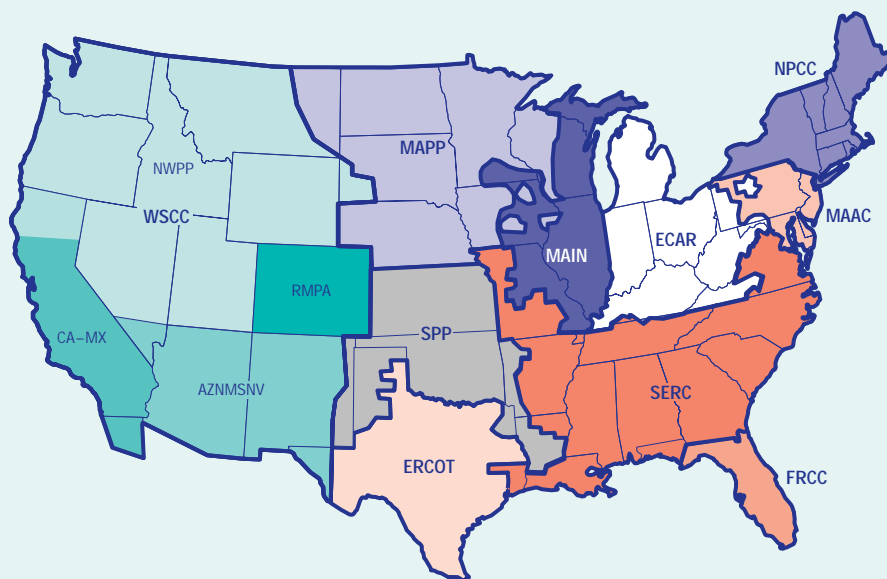 NPCC
MAPP
NWPP
WSCC
MAAC
ECAR
MAIN
RMPA
SPP
CA–MX
AZNMSNV
SERC
ERCOT
FRCC